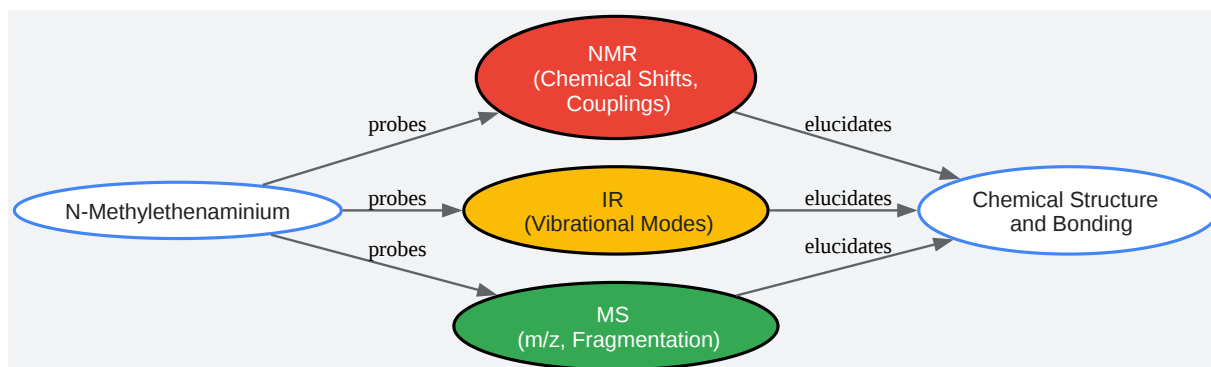 NMR
(Chemical Shifts,
Couplings)
probes
elucidates
N-Methylethenaminium
probes
IR
(Vibrational Modes)
elucidates
Chemical Structure
and Bonding
probes
elucidates
MS
(m/z, Fragmentation)